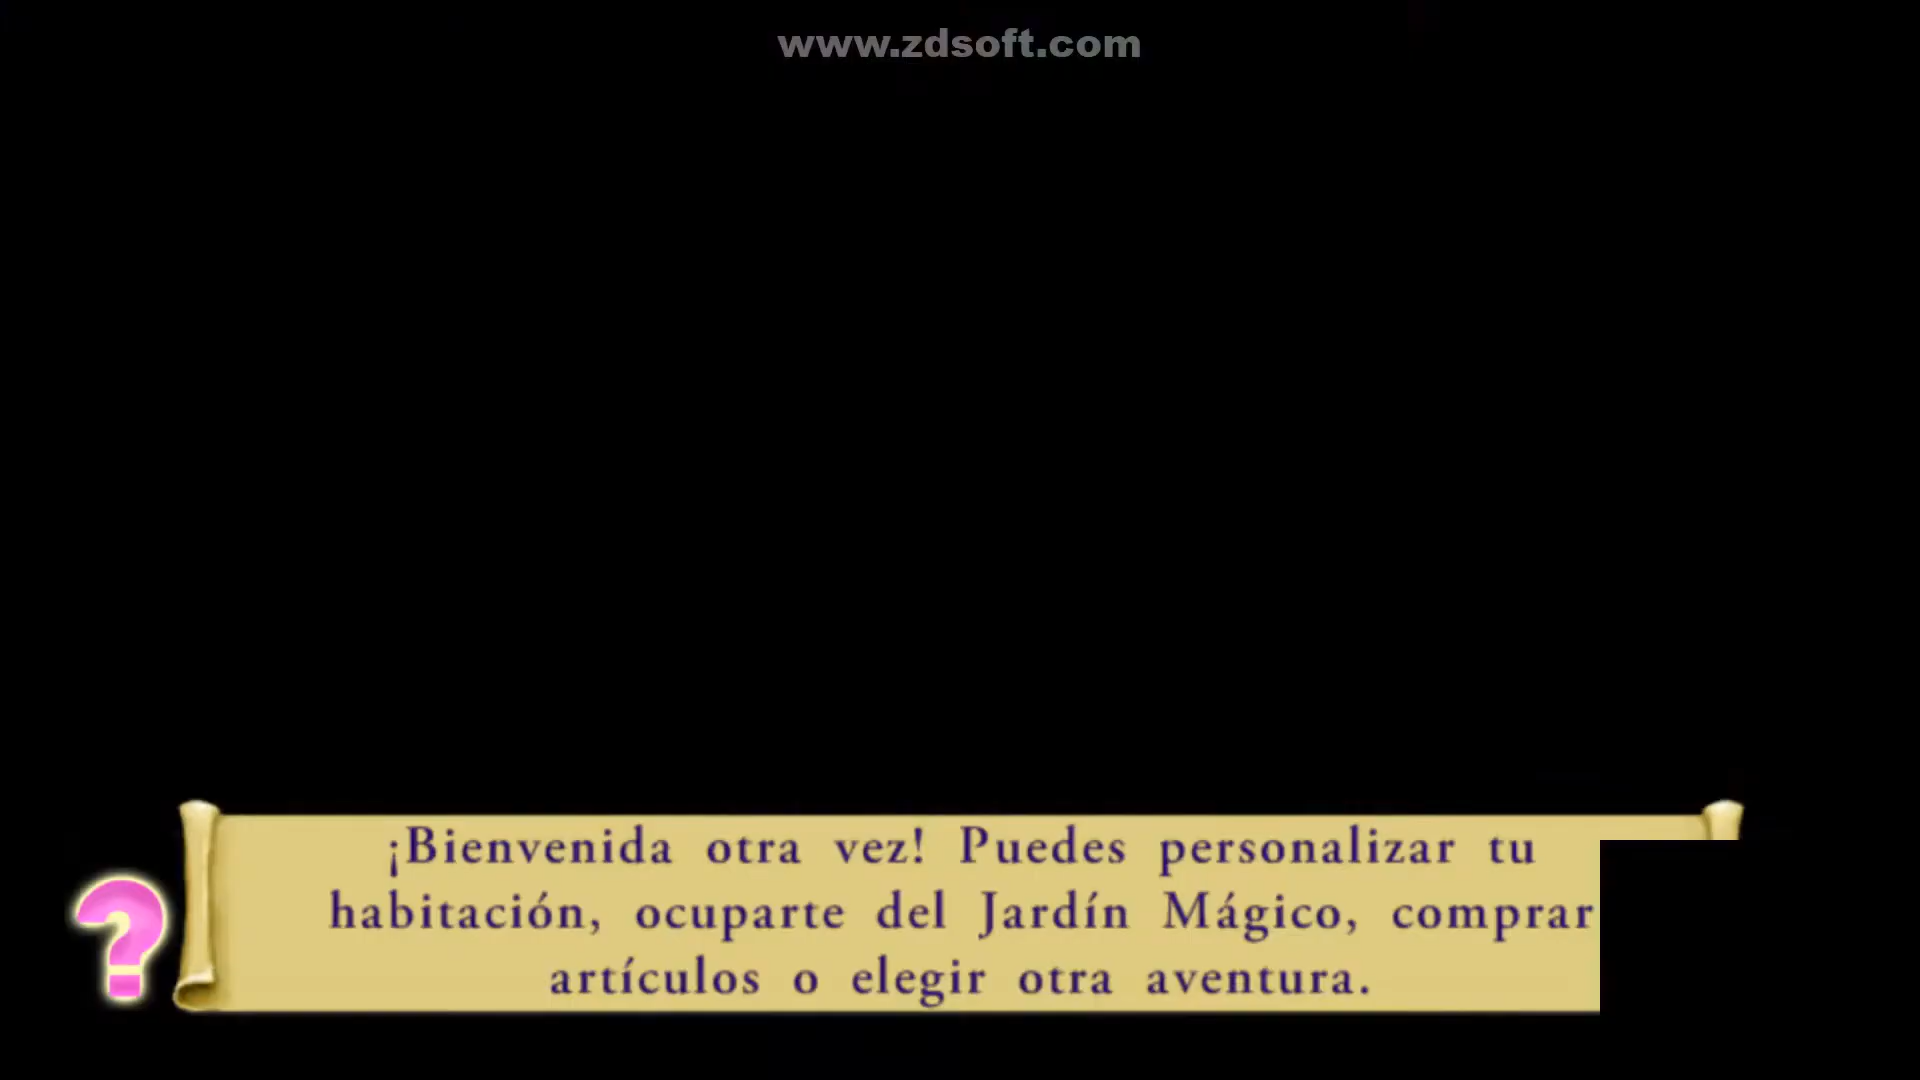 www.zdsoft.com
¡Bienvenida otra vez! Puedes personalizar tu
habitación, ocuparte del Jardín Mágico, comprar
artículos o elegir otra aventura.